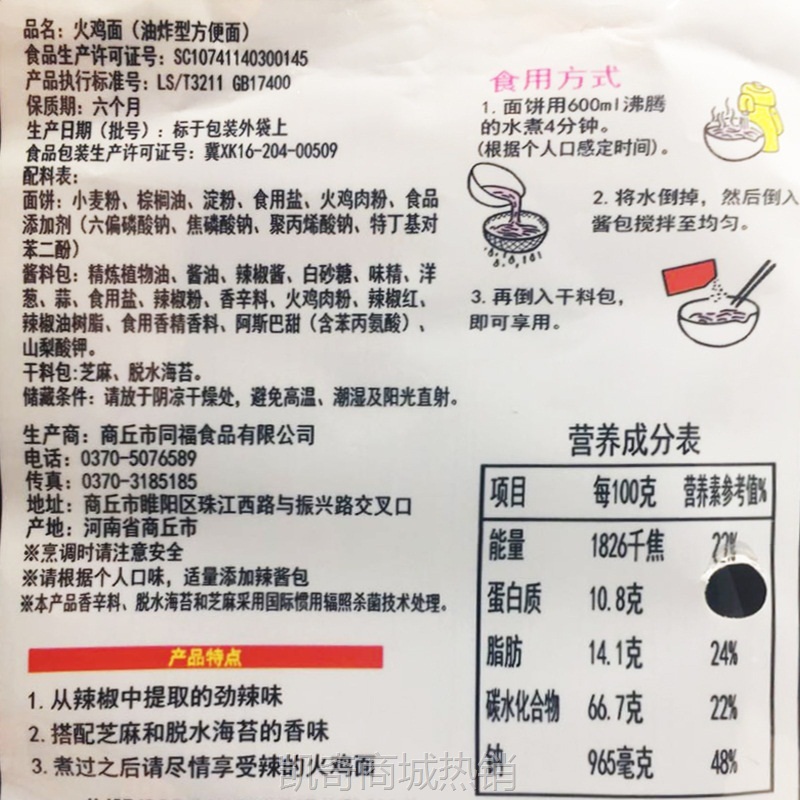 品名：火鸡面（油炸型方便面）
食品生产许可证号：SC10741140300145
产品执行标准号：LS/T3211 GB17400
保质期：六个月
生产日期（批号）：标于包装外袋上
食品包装生产许可证号：冀XK16-204-00509
配料表：
面饼：小麦粉、棕榈油、淀粉、食用盐、火鸡肉粉、食品
添加剂（六偏磷酸钠、焦磷酸钠、聚丙烯酸钠、特丁基对
苯二酚）
酱料包：精炼植物油、酱油、辣椒酱、白砂糖、味精、洋
葱、蒜、食用盐、辣椒粉、香辛料、火鸡肉粉、辣椒红、
辣椒油树脂、食用香精香料、阿斯巴甜（含苯丙氨酸）、
山梨酸钾。
干料包:芝麻、脱水海苔。
储藏条件：请放于阴凉干燥处，避免高温、潮湿及阳光直射。
生产商：商丘市同福食品有限公司
电话：0370-5076589
传真：0370-3185185
地址：商丘市睢阳区珠江西路与振兴路交叉口
产地：河南省商丘市
※烹调时请注意安全
※请根据个人口味，适量添加辣酱包
※本产品香辛料、脱水海苔和芝麻采用国际惯用辐照杀菌技术处理。
产品特点
1. 从辣椒中提取的劲辣味
2. 搭配芝麻和脱水海苔的香味
3. 煮过之后请尽情享受辣的火鸡面
食用方式
1. 面饼用600ml沸腾
的水煮4分钟。
(根据个人口感定时间)。
2. 将水倒掉，然后倒入
酱包搅拌至均匀。
3. 再倒入干料包，
即可享用。
营养成分表
项目 每100克 营养素参考值%
能量 1826千焦
蛋白质 10.8克
脂肪 14.1克 24%
碳水化合物 66.7克 22%
钠 965毫克 48%
凯奇商城热销